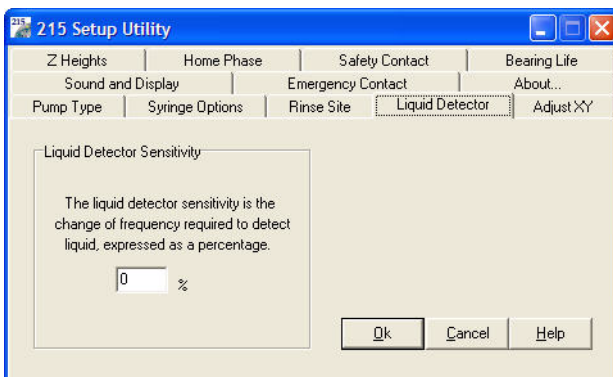 215 Setup Utility
Z Heights Home Phase Safety Contact Bearing Life
Sound and Display Emergency Contact About...
Pump Type Syringe Options Rinse Site Liquid Detector Adjust XY
Liquid Detector Sensitivity
The liquid detector sensitivity is the
change of frequency required to detect
liquid, expressed as a percentage.
0 %
Ok Cancel Help